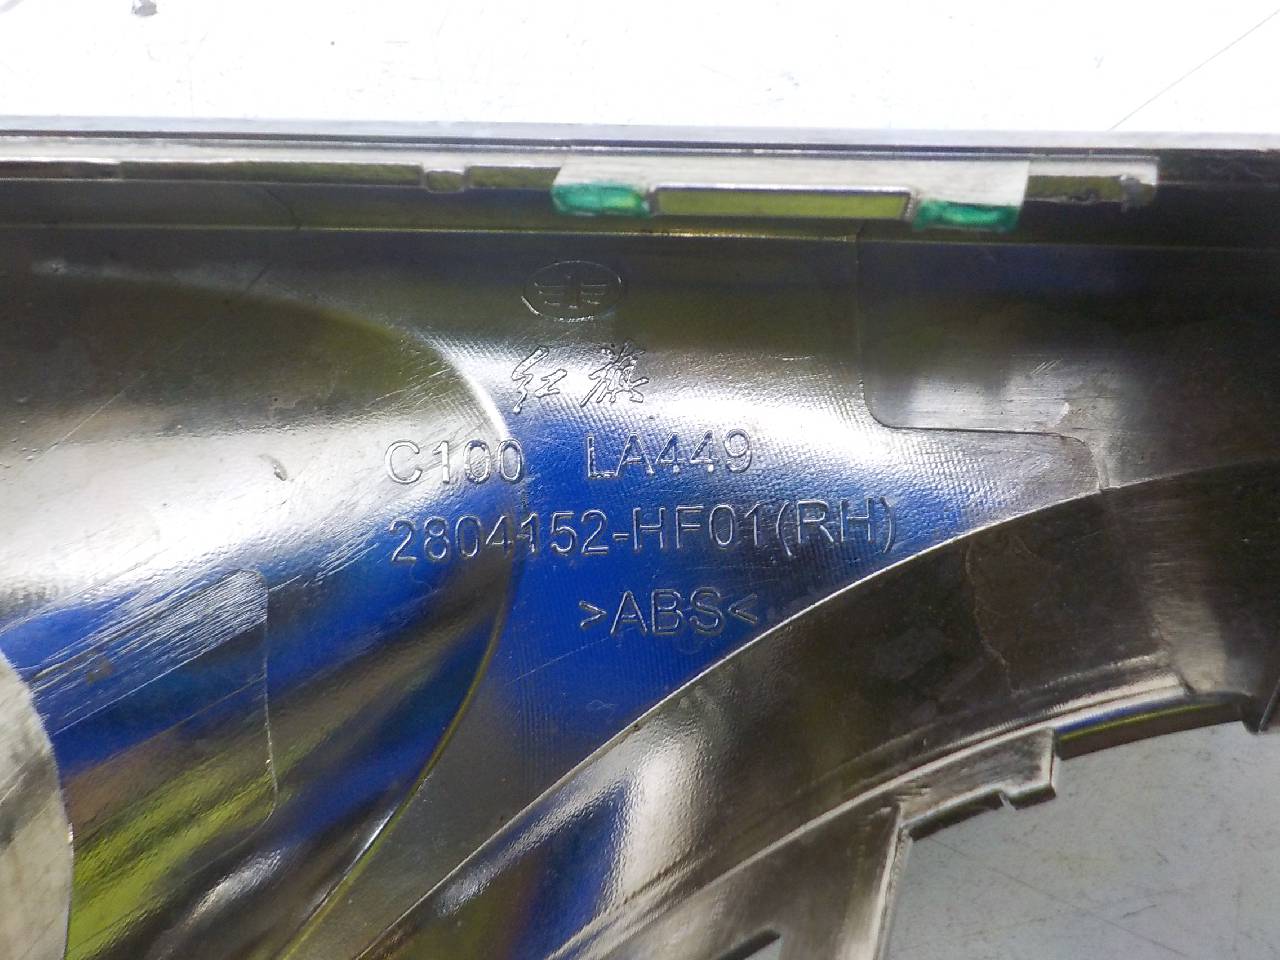 红旗
C100 LA449
2804152-HF01(RH)
>ABS<